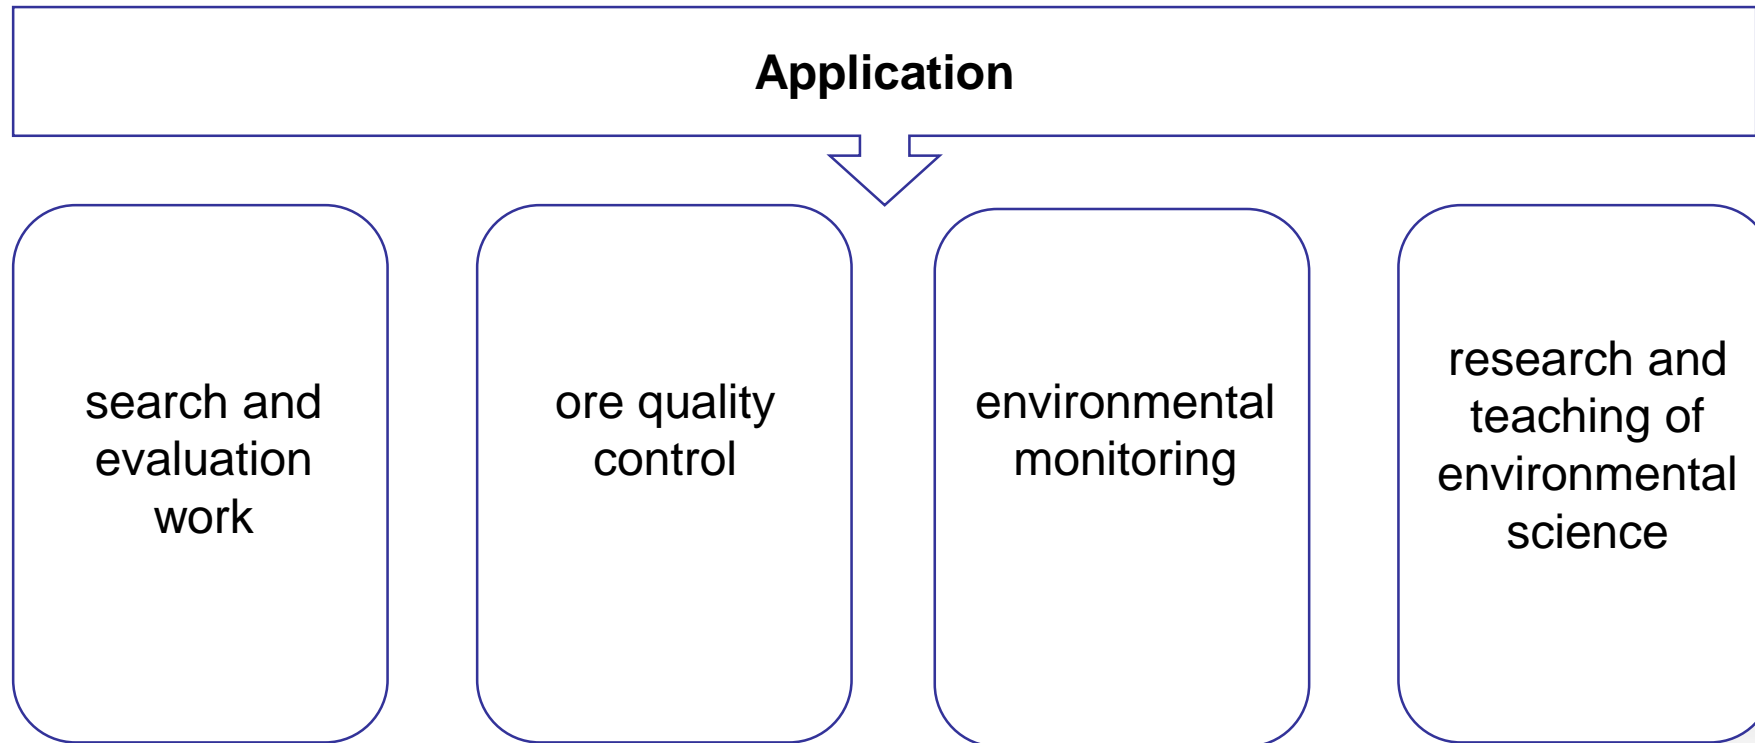 Application
search and
evaluation
work
ore quality
control
environmental
monitoring
research and
teaching of
environmental
science